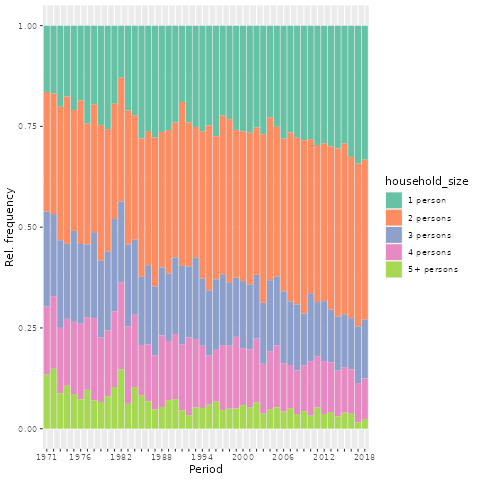 1.00
0.75
0.50
0.25
0.00
Rel. frequency
1971 1976 1982 1988 1994 2000 2006 2012 2018
Period
household_size
1 person
2 persons
3 persons
4 persons
5+ persons